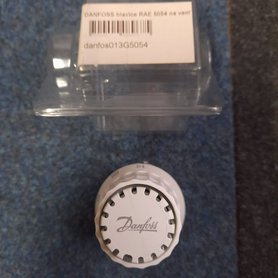 DANFOSS hlavice RAE 5054 na vent
danfos013G5054
Danfoss